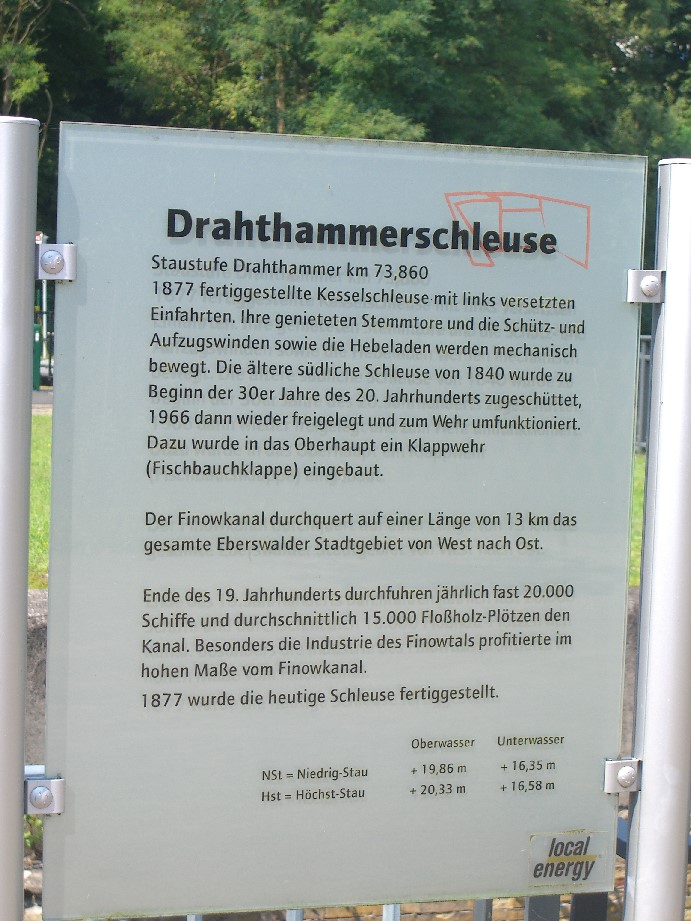 Drahthammerschleuse
Staustufe Drahthammer km 73,860
1877 fertiggestellte Kesselschleuse mit links versetzten
Einfahrten. Ihre genieteten Stemmtore und die Schütz- und
Aufzugswinden sowie die Hebeladen werden mechanisch
bewegt. Die ältere südliche Schleuse von 1840 wurde zu
Beginn der 30er Jahre des 20. Jahrhunderts zugeschüttet,
1966 dann wieder freigelegt und zum Wehr umfunktioniert.
Dazu wurde in das Oberhaupt ein Klappwehr
(Fischbauchklappe) eingebaut.
Der Finowkanal durchquert auf einer Länge von 13 km das
gesamte Eberswalder Stadtgebiet von West nach Ost.
Ende des 19. Jahrhunderts durchfuhren jährlich fast 20.000
Schiffe und durchschnittlich 15.000 Floßholz-Plötzen den
Kanal. Besonders die Industrie des Finowtals profitierte im
hohen Maße vom Finowkanal.
1877 wurde die heutige Schleuse fertiggestellt.
Oberwasser Unterwasser
NSt = Niedrig-Stau + 19,86 m + 16,35 m
Hst = Höchst-Stau + 20,33 m + 16,58 m
local
energy